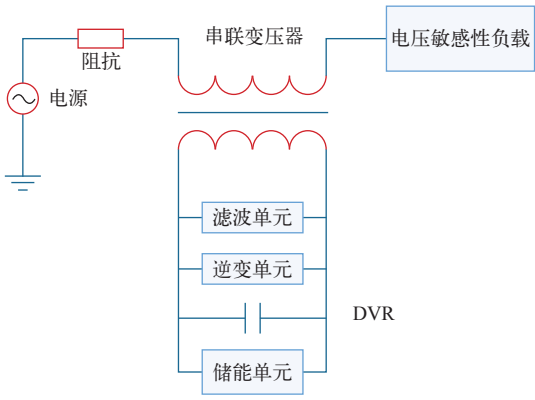 串联变压器
电压敏感性负载
阻抗
电源
滤波单元
逆变单元
DVR
储能单元